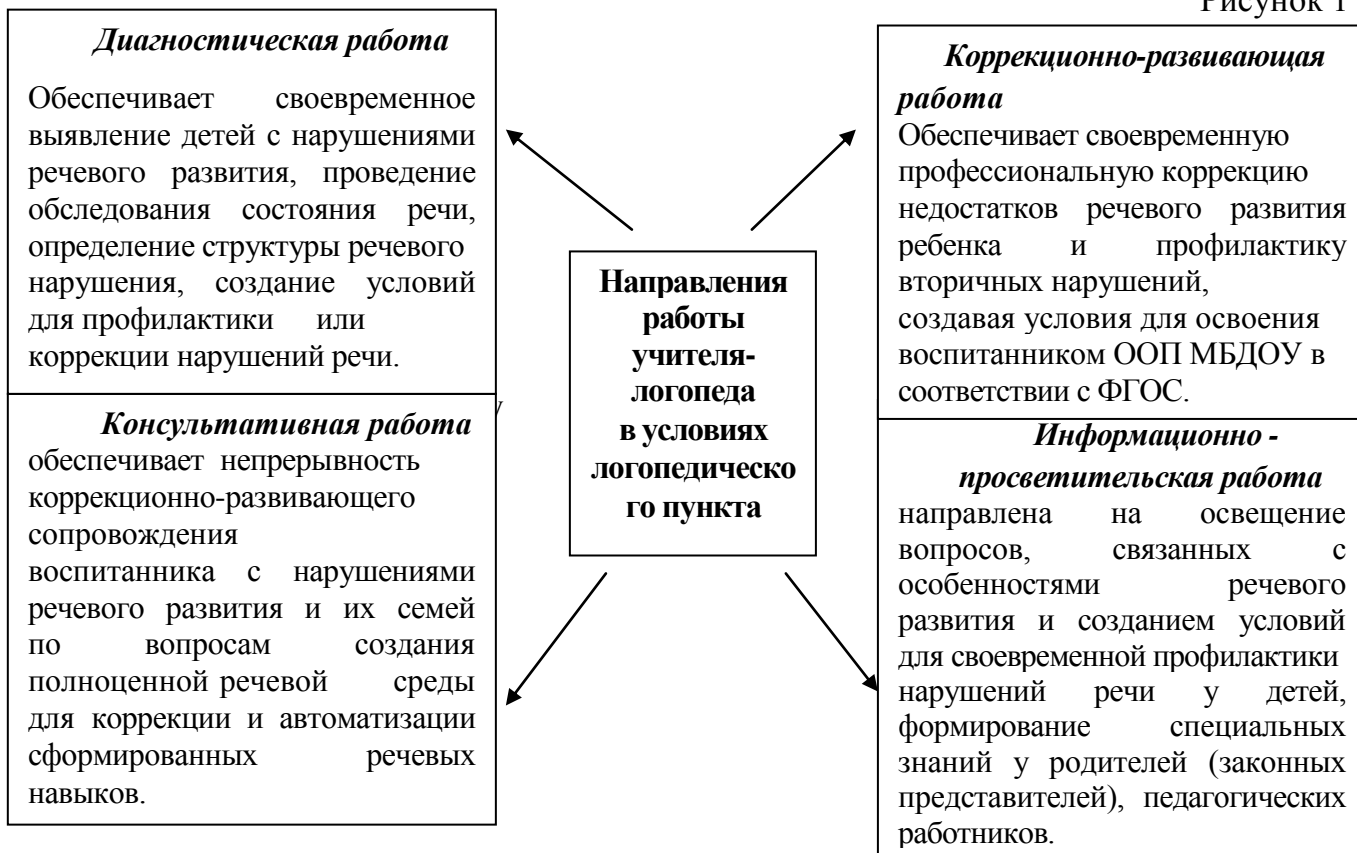 Рисунок 1
Диагностическая работа
Обеспечивает своевременное
выявление детей с нарушениями
речевого развития, проведение
обследования состояния речи,
определение структуры речевого
нарушения, создание условий
для профилактики или
коррекции нарушений речи.
Консультативная работа
обеспечивает непрерывность
коррекционно-развивающего
сопровождения
воспитанника с нарушениями
речевого развития и их семей
по вопросам создания
полноценной речевой среды
для коррекции и автоматизации
сформированных речевых
навыков.
Направления
работы
учителя-
логопеда
в условиях
логопедическо
го пункта
Коррекционно-развивающая
работа
Обеспечивает своевременную
профессиональную коррекцию
недостатков речевого развития
ребенка и профилактику
вторичных нарушений,
создавая условия для освоения
воспитанником ООП МБДОУ в
соответствии с ФГОС.
Информационно -
просветительская работа
направлена на освещение
вопросов, связанных с
особенностями речевого
развития и созданием условий
для своевременной профилактики
нарушений речи у детей,
формирование специальных
знаний у родителей (законных
представителей), педагогических
работников.